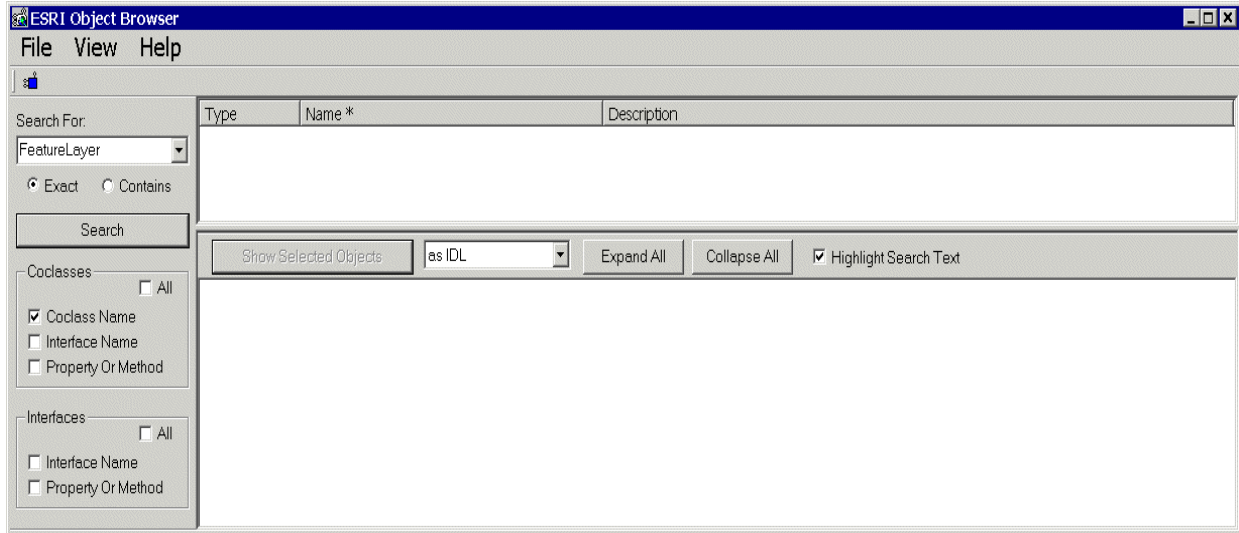 ESRI Object Browser
File View Help
Search For:
FeatureLayer
Exact Contains
Search
Coclasses
All
Coclass Name
Interface Name
Property Or Method
Interfaces
All
Interface Name
Property Or Method
Type Name * Description
Show Selected Objects as IDL Expand All Collapse All Highlight Search Text